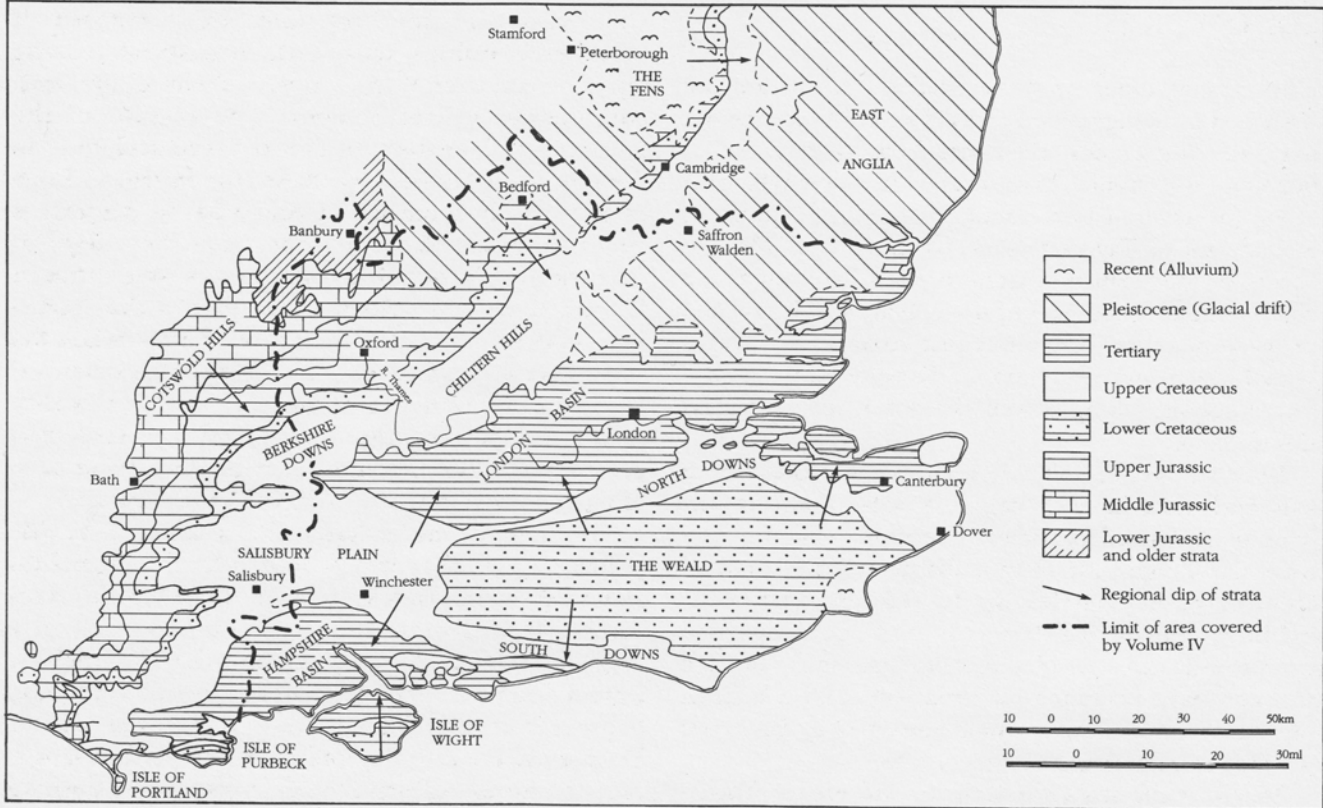 Stamford
Peterborough
THE
FENS
EAST
ANGLIA
Cambridge
Bedford
Banbury
Saffron
Walden
COTSWOLD HILLS
Oxford
R. Thames
CHILTERN HILLS
BERKSHIRE
DOWNS
LONDON BASIN
London
NORTH DOWNS
Bath
Canterbury
Dover
SALISBURY PLAIN
Salisbury
Winchester
THE WEALD
HAMPSHIRE
BASIN
SOUTH DOWNS
ISLE OF
WIGHT
ISLE OF
PURBECK
ISLE OF
PORTLAND
Recent (Alluvium)
Pleistocene (Glacial drift)
Tertiary
Upper Cretaceous
Lower Cretaceous
Upper Jurassic
Middle Jurassic
Lower Jurassic
and older strata
Regional dip of strata
Limit of area covered
by Volume IV
10 0 10 20 30 40 50km
10 0 10 20 30ml